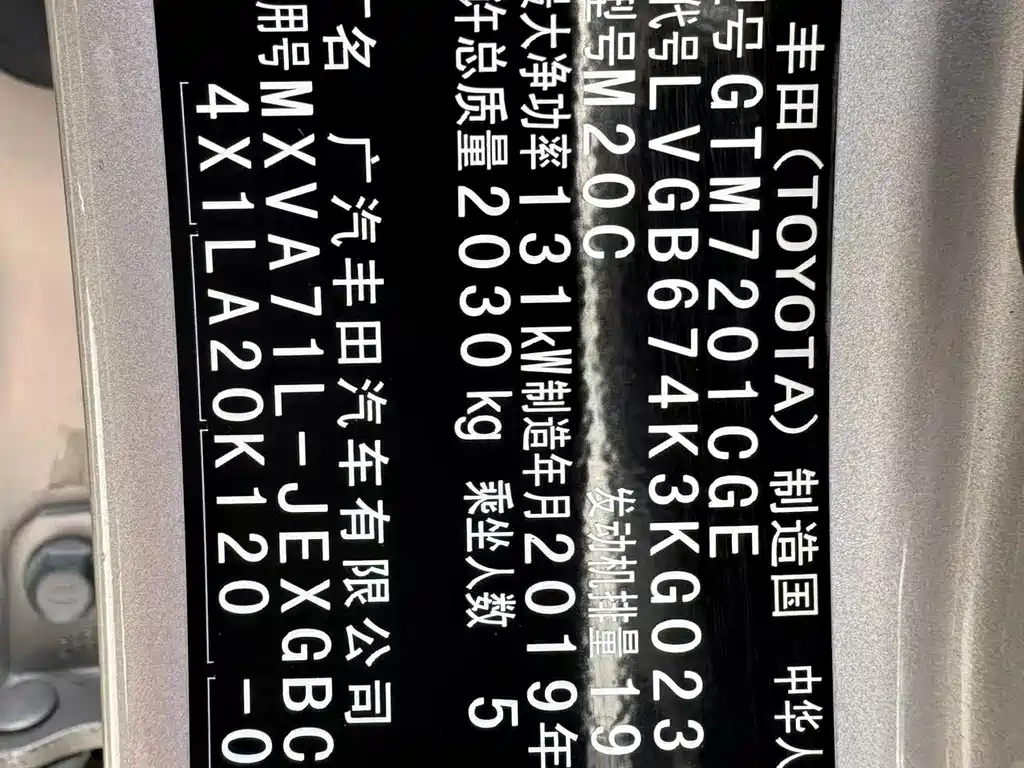 丰田(TOYOTA) 制造国 中华人
号GTM7201CGE
代号LVGB674K3KG023
型号M20C 发动机排量19
最大净功率131kW制造年月2019年
许总质量2030kg 乘坐人数 5
名 广汽丰田汽车有限公司
用号MXVA71L-JEXGBC
4X1LA20K120-0